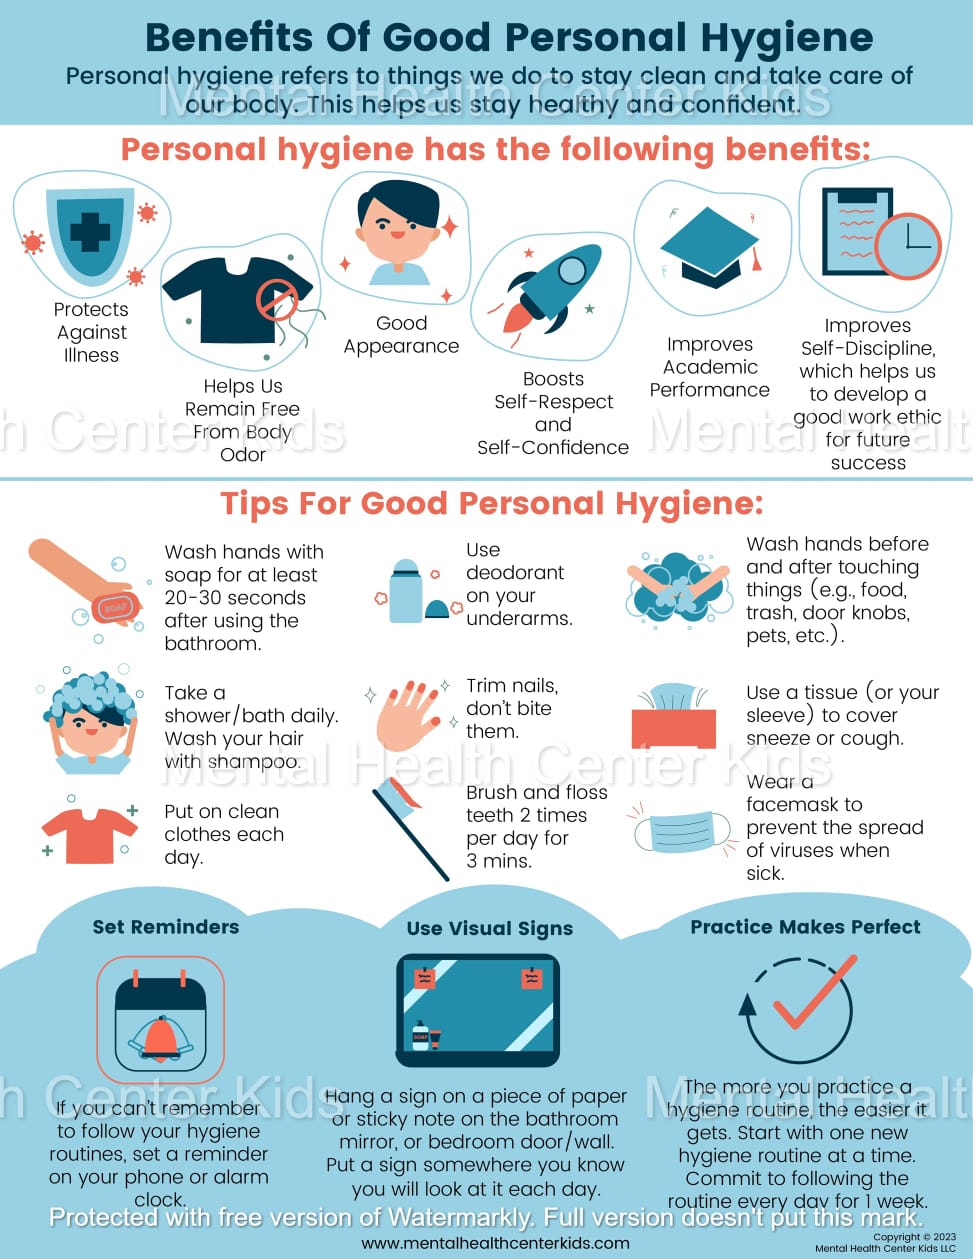 Benefits Of Good Personal Hygiene
Personal hygiene refers to things we do to stay clean and take care of
our body. This helps us stay healthy and confident.
Mental Health Center Kids
Personal hygiene has the following benefits:
Protects
Against
Illness
Helps Us
Remain Free
From Body
Odor
Good
Appearance
Boosts
Self-Respect
and
Self-Confidence
Improves
Academic
Performance
Improves
Self-Discipline,
which helps us
to develop a
good work ethic
for future
success
h Center Kids
Mental Healt
Tips For Good Personal Hygiene:
SOAP
Wash hands with
soap for at least
20-30 seconds
after using the
bathroom.
Use
deodorant
on your
underarms.
Wash hands before
and after touching
things (e.g., food,
trash, door knobs,
pets, etc.).
Take a
shower/bath daily.
Wash your hair
with shampoo.
Trim nails,
don't bite
them.
Use a tissue (or your
sleeve) to cover
sneeze or cough.
Mental Health Center Kids
Put on clean
clothes each
day.
Brush and floss
teeth 2 times
per day for
3 mins.
Wear a
facemask to
prevent the spread
of viruses when
sick.
Set Reminders
If you can't remember
to follow your hygiene
routines, set a reminder
on your phone or alarm
clock.
Use Visual Signs
SOAP
Hang a sign on a piece of paper
or sticky note on the bathroom
mirror, or bedroom door/wall.
Put a sign somewhere you know
you will look at it each day.
Practice Makes Perfect
The more you practice a
hygiene routine, the easier it
gets. Start with one new
hygiene routine at a time.
Commit to following the
routine every day for 1 week.
h Center Kids
Mental Healt
Protected with free version of Watermarkly. Full version doesn't put this mark.
www.mentalhealthcenterkids.com
Copyright © 2023
Mental Health Center Kids LLC